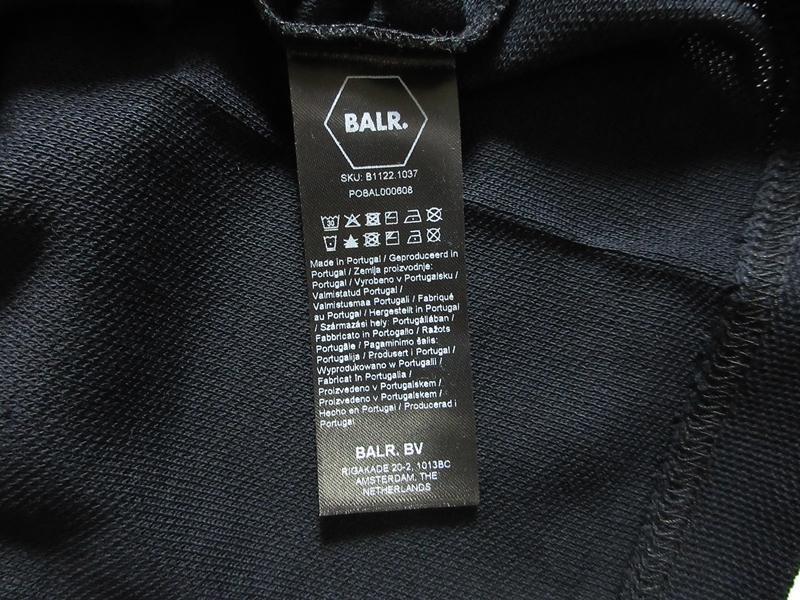 BALR.
SKU: B1122.1037
POBAL000608
30
Made in Portugal / Geproduceerd in
Portugal / Zemlja proizvodnje:
Portugal / Vyrobeno v Portugalsku /
Valmistatud Portugal /
Valmistusmaa Portugali / Fabriqué
au Portugal / Hergestellt in Portugal
/ Származási hely: Portugáliában /
Fabbricato in Portogallo / Ražots
Portugāle / Pagaminimo šalis:
Portugalija / Produsert i Portugal /
Wyprodukowano w Portugalii /
Fabricat în Portugalia /
Proizvedeno v Portugalskem /
Proizvedeno v Portugalskem /
Hecho en Portugal / Producerad i
Portugal
BALR. BV
RIGAKADE 20-2, 1013BC
AMSTERDAM, THE
NETHERLANDS